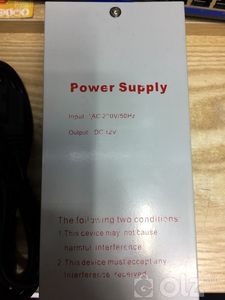 Power Supply
Input: AC 220V/50Hz
Output: DC 12V
The following two conditions:
1.This device may not cause
harmful interference
2.This device must accept any
interference received
olz